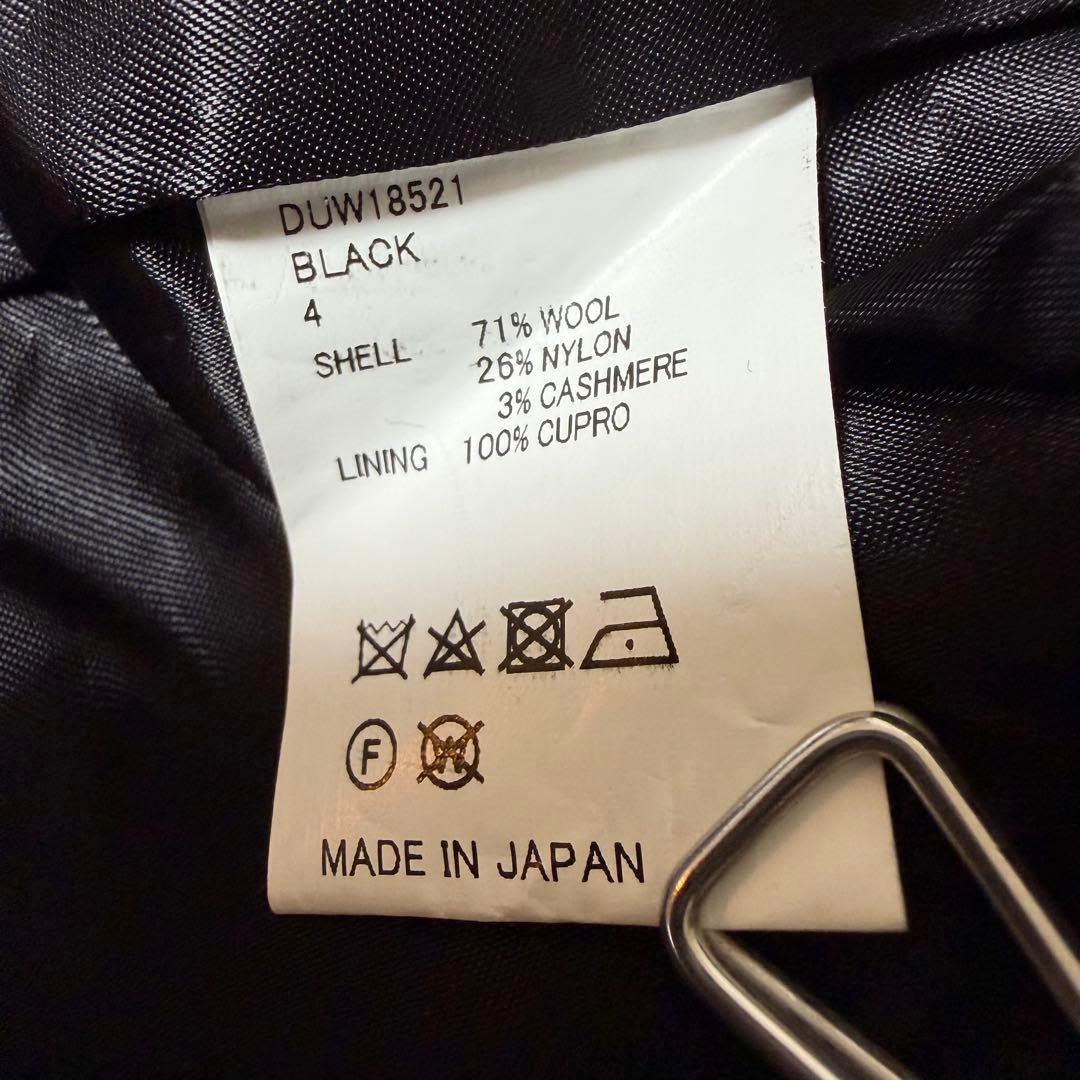 DUW18521
BLACK
4
SHELL 71% WOOL
26% NYLON
3% CASHMERE
LINING 100% CUPRO
F W
MADE IN JAPAN